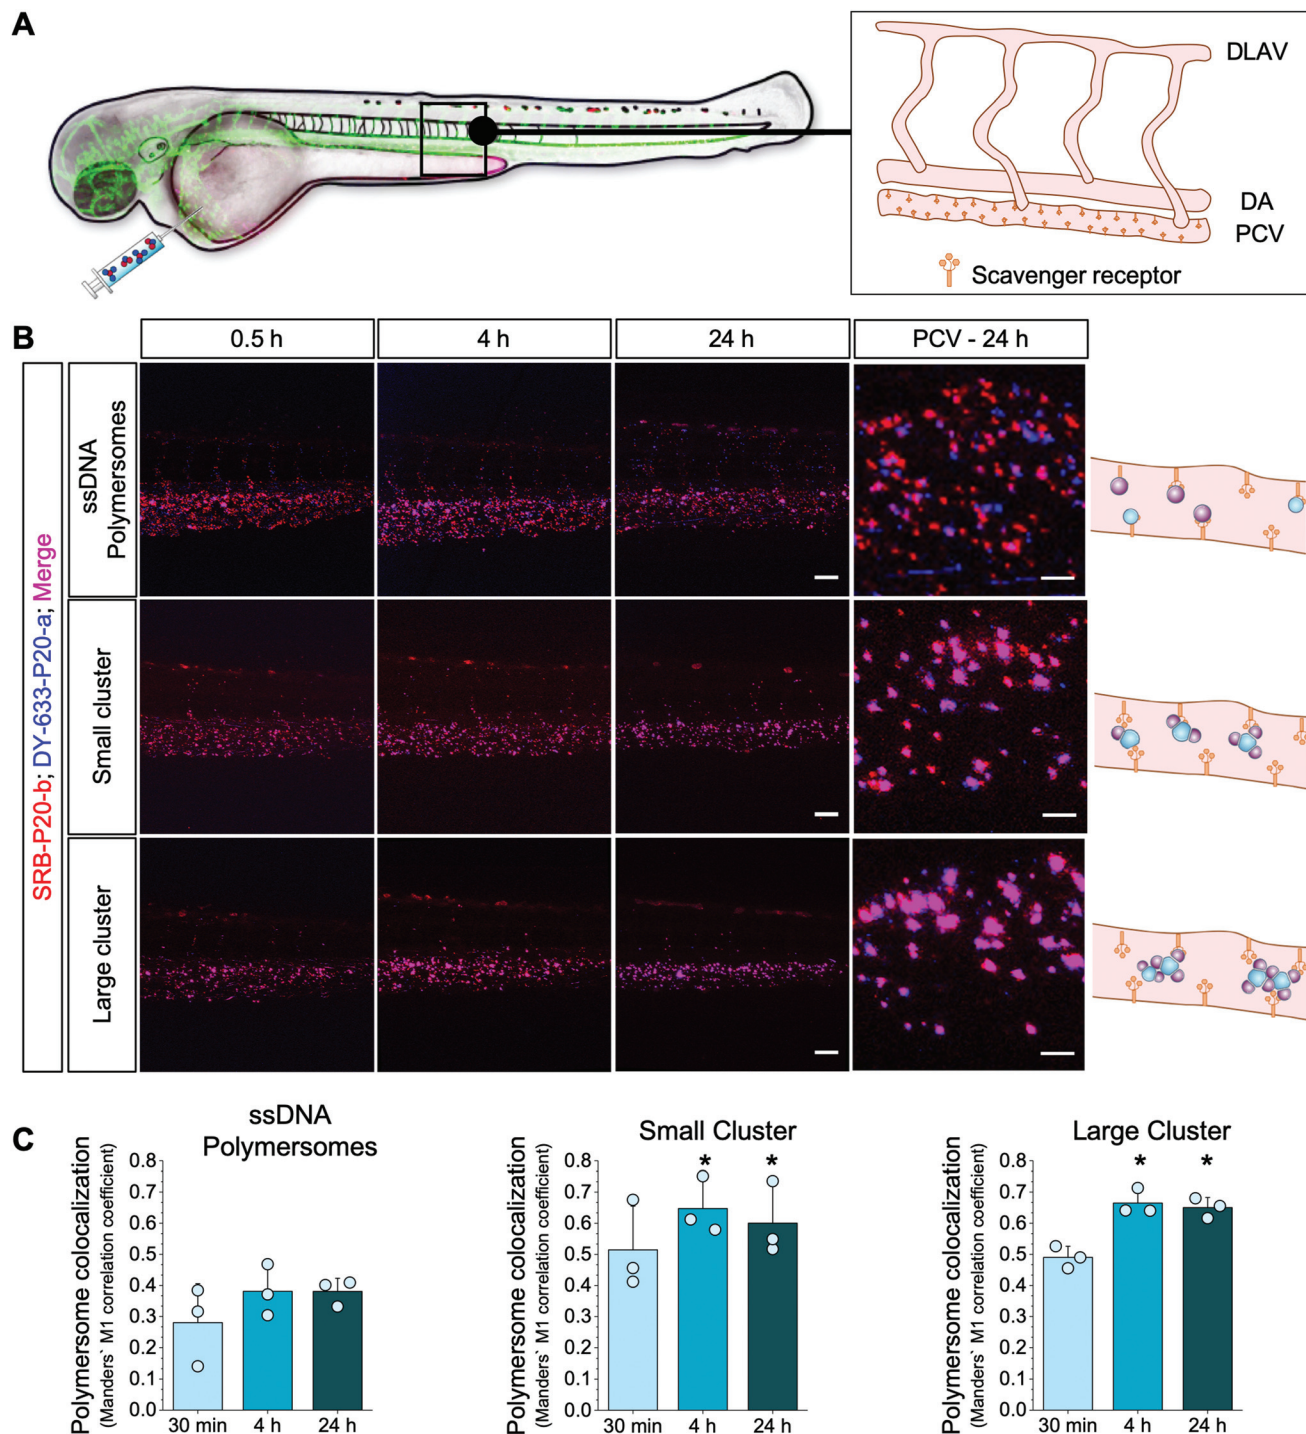 A
DLAV
DA
PCV
Scavenger receptor
B
0.5 h
4 h
24 h
PCV - 24 h
SRB-P20-b; DY-633-P20-a; Merge
ssDNA
Polymersomes
Small cluster
Large cluster
C
ssDNA
Polymersomes
Polymersome colocalization
(Manders` M1 correlation coefficient)
0.8
0.7
0.6
0.5
0.4
0.3
0.2
0.1
0.0
30 min
4 h
24 h
Small Cluster
Polymersome colocalization
(Manders` M1 correlation coefficient)
0.8
0.7
0.6
0.5
0.4
0.3
0.2
0.1
0.0
*
*
30 min
4 h
24 h
Large Cluster
Polymersome colocalization
(Manders` M1 correlation coefficient)
0.8
0.7
0.6
0.5
0.4
0.3
0.2
0.1
0.0
*
*
30 min
4 h
24 h